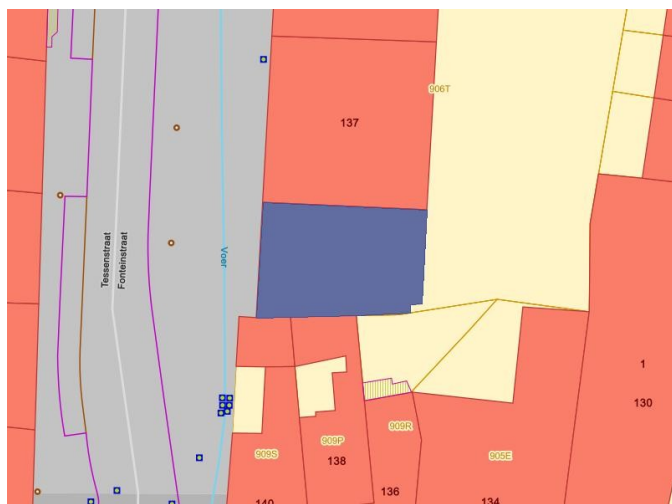 906T
137
Tessenstraat
Fonteinstraat
Voer
1
130
909S
909P
909R
905E
138
136
140
134